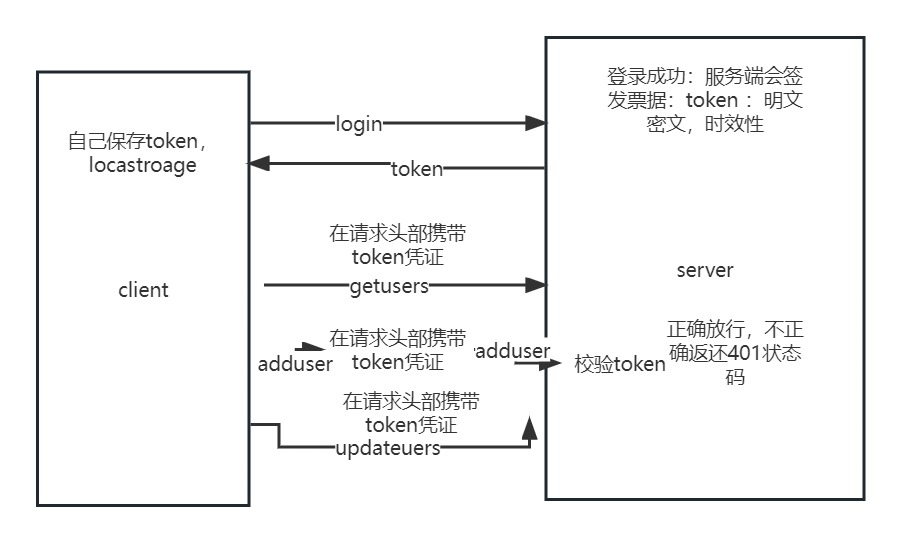 登录成功：服务端会签
发票据：token ：明文
密文，时效性
login
自己保存token，
locastroage
token
在请求头部携带
token凭证
getusers
client
server
在请求头部携带
token凭证
adduser
adduser
校验token
正确放行，不正
确返还401状态
码
在请求头部携带
token凭证
updateuers